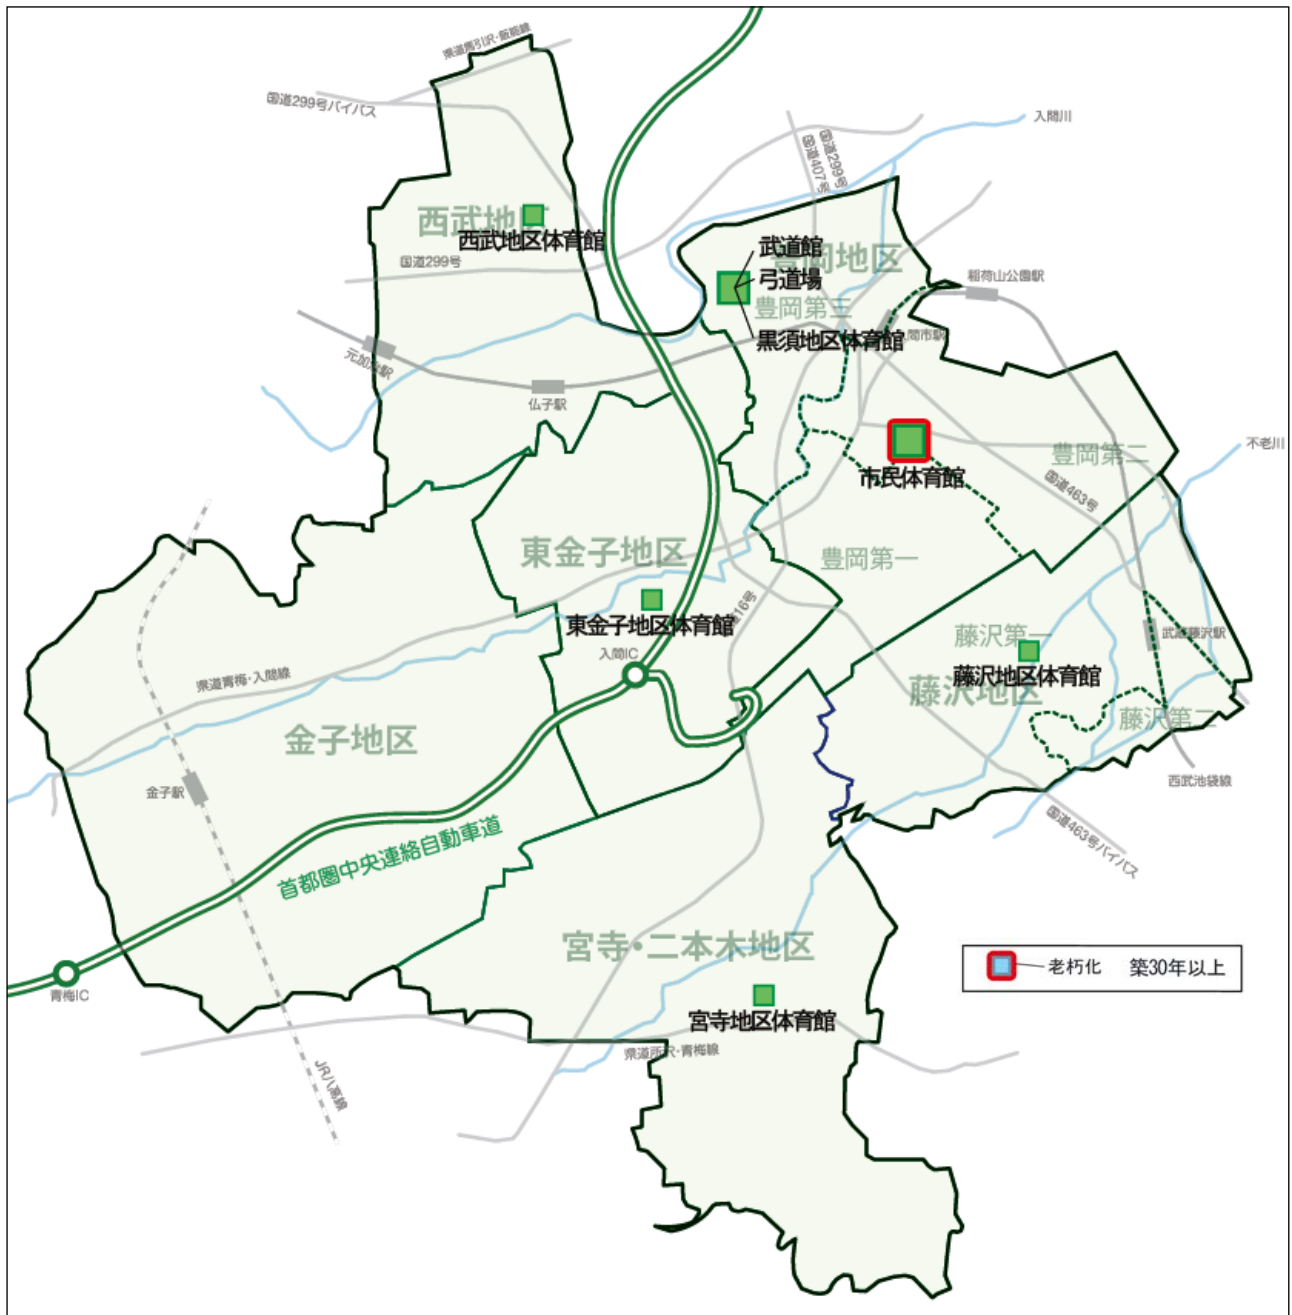 県道馬引沢・飯能線
国道299号バイパス
入間川
国道299号
国道407号
西武地区
西武地区体育館
国道299号
武道館
豊岡地区
弓道場
稲荷山公園駅
豊岡第三
黒須地区体育館
元加治駅
仏子駅
不老川
豊岡第二
市民体育館
国道463号
東金子地区
豊岡第一
東金子地区体育館
16号
入間IC
藤沢第一
武蔵藤沢駅
藤沢地区体育館
藤沢地区
県道青梅・入間線
藤沢第二
金子地区
金子駅
西武池袋線
国道463号バイパス
首都圏中央連絡自動車道
宮寺・二本木地区
老朽化 築30年以上
青梅IC
宮寺地区体育館
県道所沢・青梅線
JR八高線